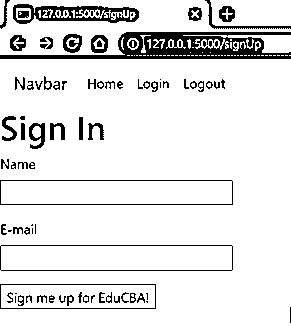 127.0.0.1:5000/signUp
127.0.0.1:5000/signUp
Navbar Home Login Logout
Sign In
Name
E-mail
Sign me up for EduCBA!